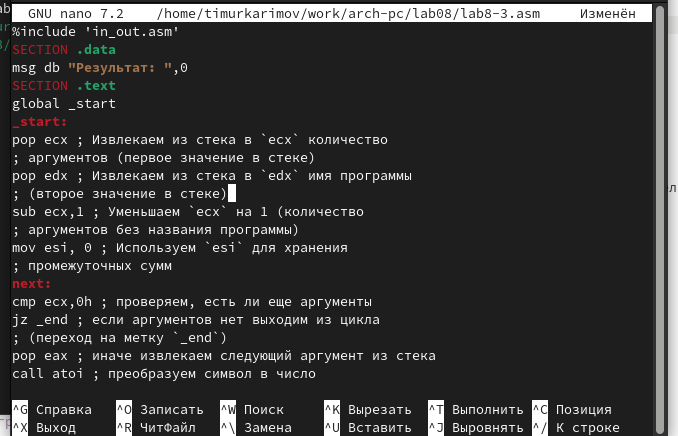 GNU nano 7.2 /home/timurkarimov/work/arch-pc/lab08/lab8-3.asm Изменён
%include 'in_out.asm'
SECTION .data
msg db "Результат: ",0
SECTION .text
global _start
_start:
pop ecx ; Извлекаем из стека в `ecx` количество
; аргументов (первое значение в стеке)
pop edx ; Извлекаем из стека в `edx` имя программы
; (второе значение в стеке)
sub ecx,1 ; Уменьшаем `ecx` на 1 (количество
; аргументов без названия программы)
mov esi, 0 ; Используем `esi` для хранения
; промежуточных сумм
next:
cmp ecx,0h ; проверяем, есть ли еще аргументы
jz _end ; если аргументов нет выходим из цикла
; (переход на метку `_end`)
pop eax ; иначе извлекаем следующий аргумент из стека
call atoi ; преобразуем символ в число
^G Справка ^O Записать ^W Поиск ^K Вырезать ^T Выполнить ^C Позиция
^X Выход ^R ЧитФайл ^\ Замена ^U Вставить ^J Выровнять ^/ К строке